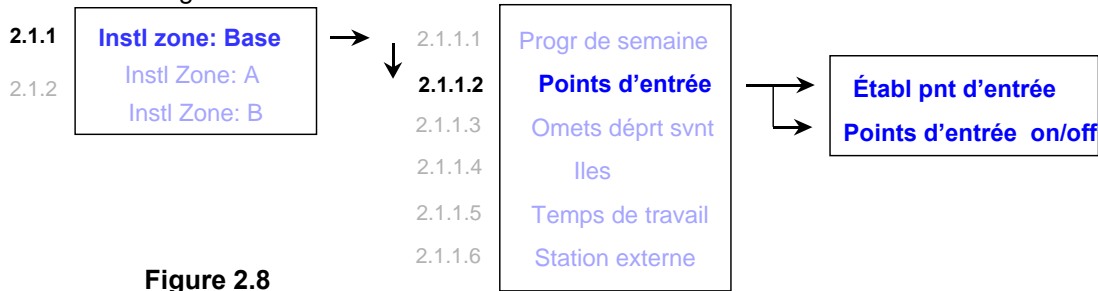 2.1.1 Instl zone: Base
2.1.2 Instl Zone: A
Instl Zone: B
2.1.1.1 Progr de semaine
2.1.1.2 Points d’entrée
2.1.1.3 Omets déprt svnt
2.1.1.4 Iles
2.1.1.5 Temps de travail
2.1.1.6 Station externe
Établ pnt d’entrée
Points d’entrée on/off
Figure 2.8